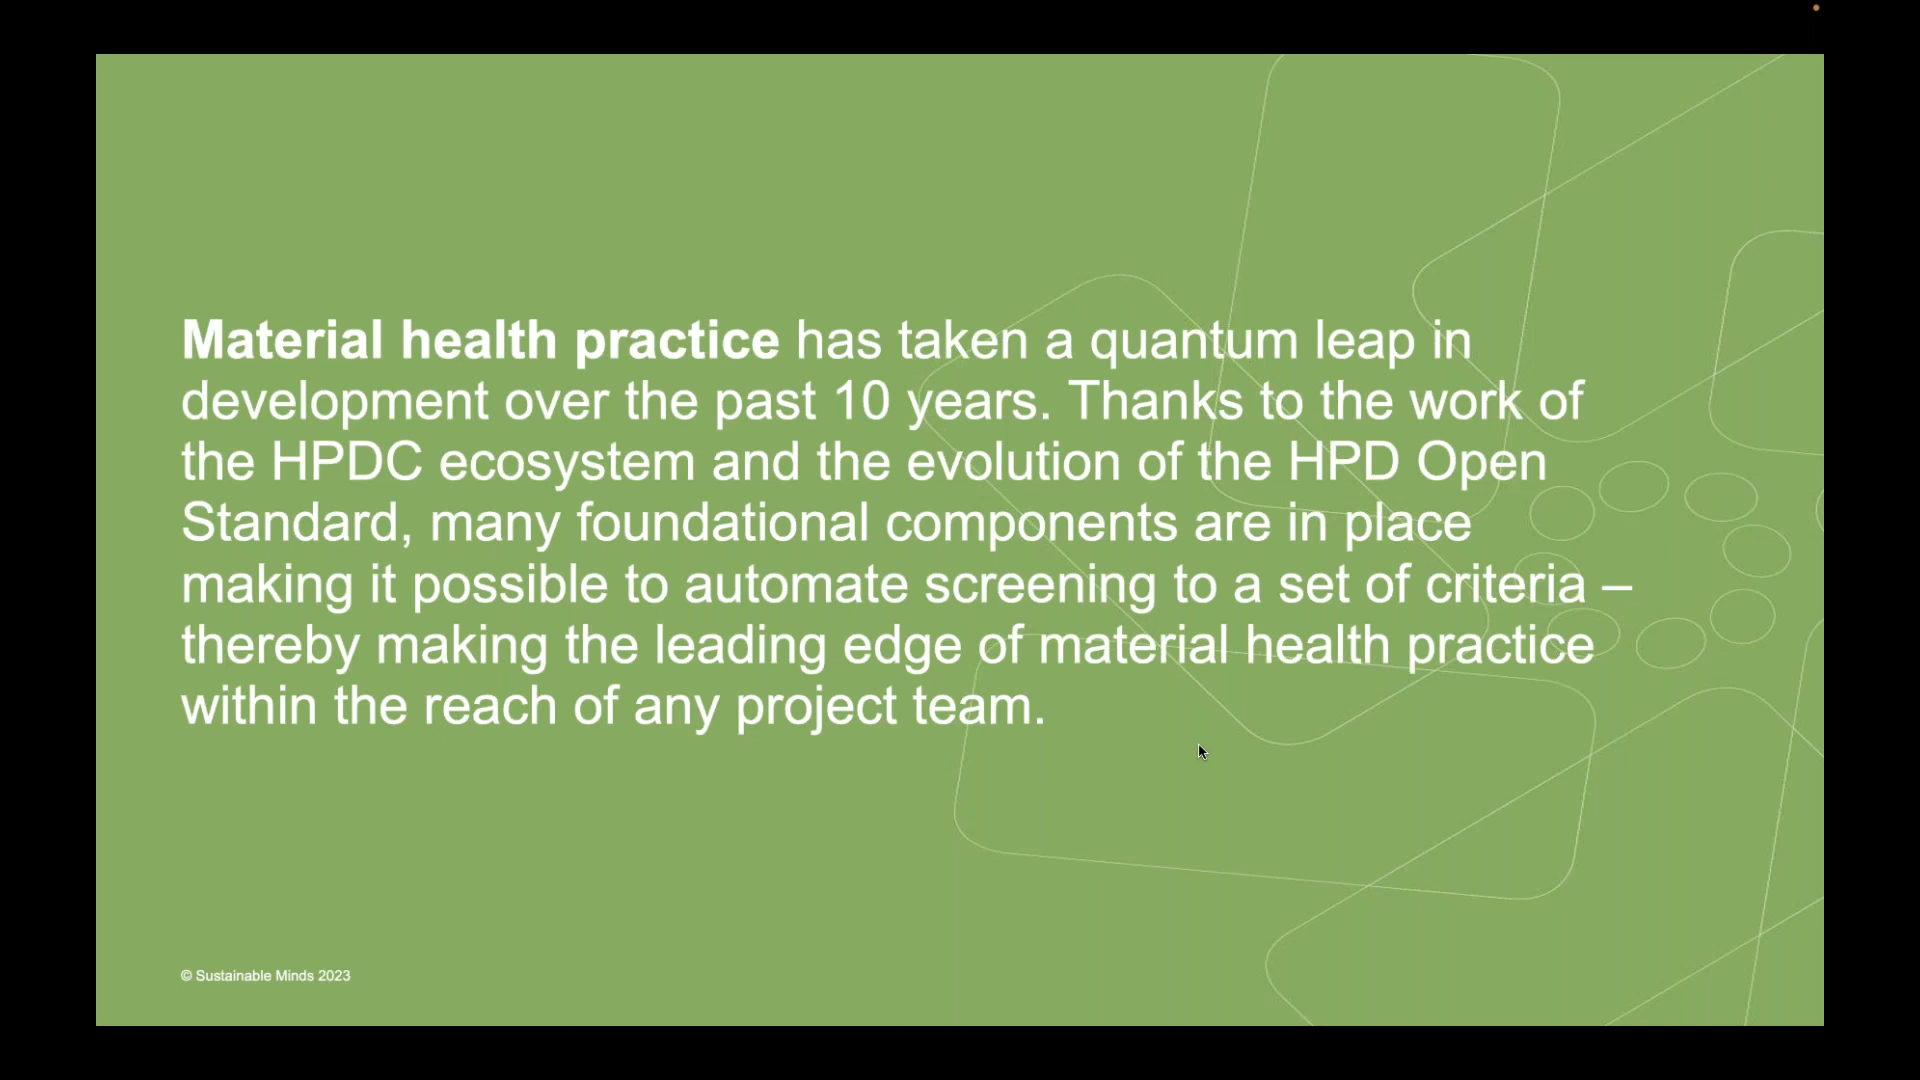 Material health practice has taken a quantum leap in
development over the past 10 years. Thanks to the work of
the HPDC ecosystem and the evolution of the HPD Open
Standard, many foundational components are in place
making it possible to automate screening to a set of criteria –
thereby making the leading edge of material health practice
within the reach of any project team.
© Sustainable Minds 2023